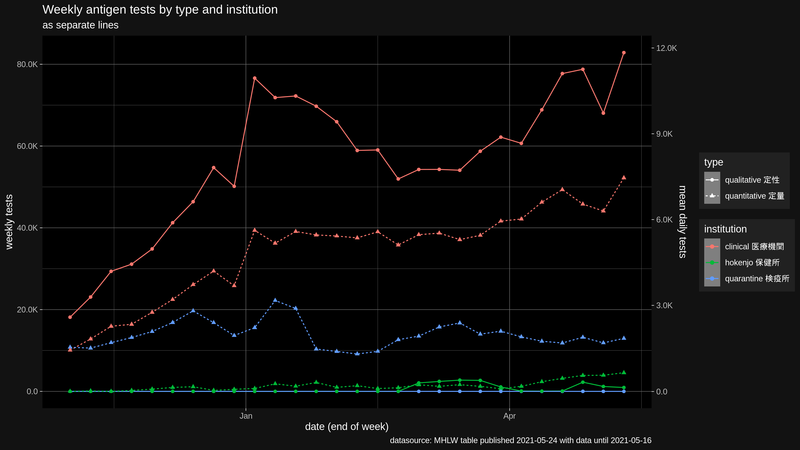 Weekly antigen tests by type and institution
as separate lines
80.0K
60.0K
40.0K
20.0K
0.0
weekly tests
12.0K
9.0K
6.0K
3.0K
0.0
mean daily tests
Jan
Apr
date (end of week)
datasource: MHLW table published 2021-05-24 with data until 2021-05-16
type
qualitative 定性
quantitative 定量
institution
clinical 医療機関
hokenjo 保健所
quarantine 検疫所